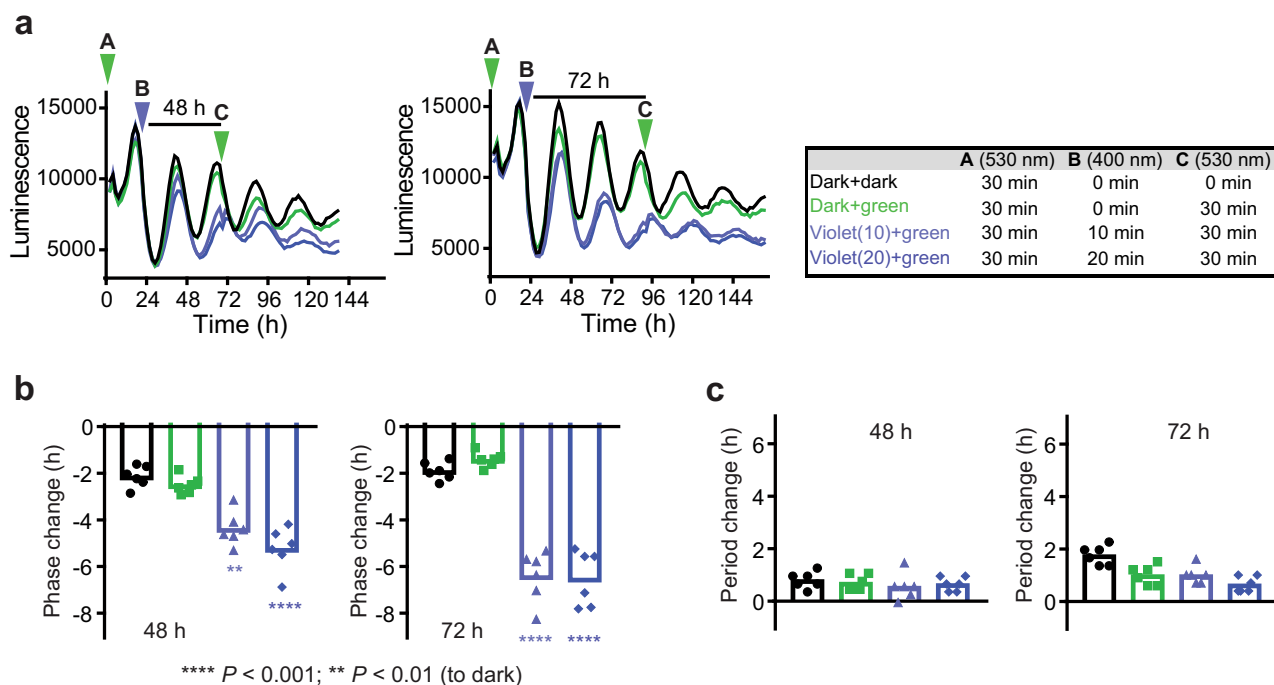 a
A
B
48 h
C
Luminescence
15000
10000
5000
0 24 48 72 96 120 144
Time (h)
A
B
72 h
C
Luminescence
15000
10000
5000
0 24 48 72 96 120 144
Time (h)
A (530 nm) B (400 nm) C (530 nm)
Dark+dark 30 min 0 min 0 min
Dark+green 30 min 0 min 30 min
Violet(10)+green 30 min 10 min 30 min
Violet(20)+green 30 min 20 min 30 min
b
Phase change (h)
0
-2
-4
-6
-8
**
****
48 h
Phase change (h)
0
-2
-4
-6
-8
**** ****
72 h
**** P < 0.001; ** P < 0.01 (to dark)
c
Period change (h)
6
4
2
0
48 h
Period change (h)
6
4
2
0
72 h